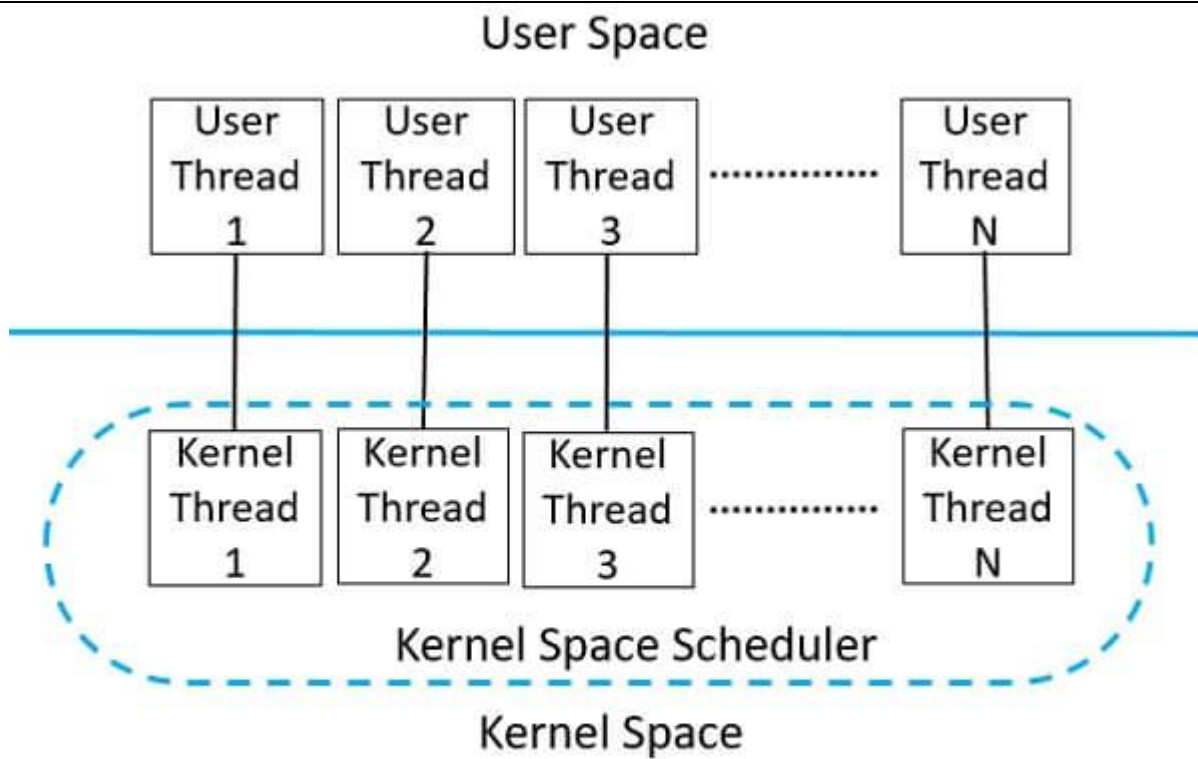 User Space
User
Thread
1
User
Thread
2
User
Thread
3
User
Thread
N
Kernel
Thread
1
Kernel
Thread
2
Kernel
Thread
3
Kernel
Thread
N
Kernel Space Scheduler
Kernel Space